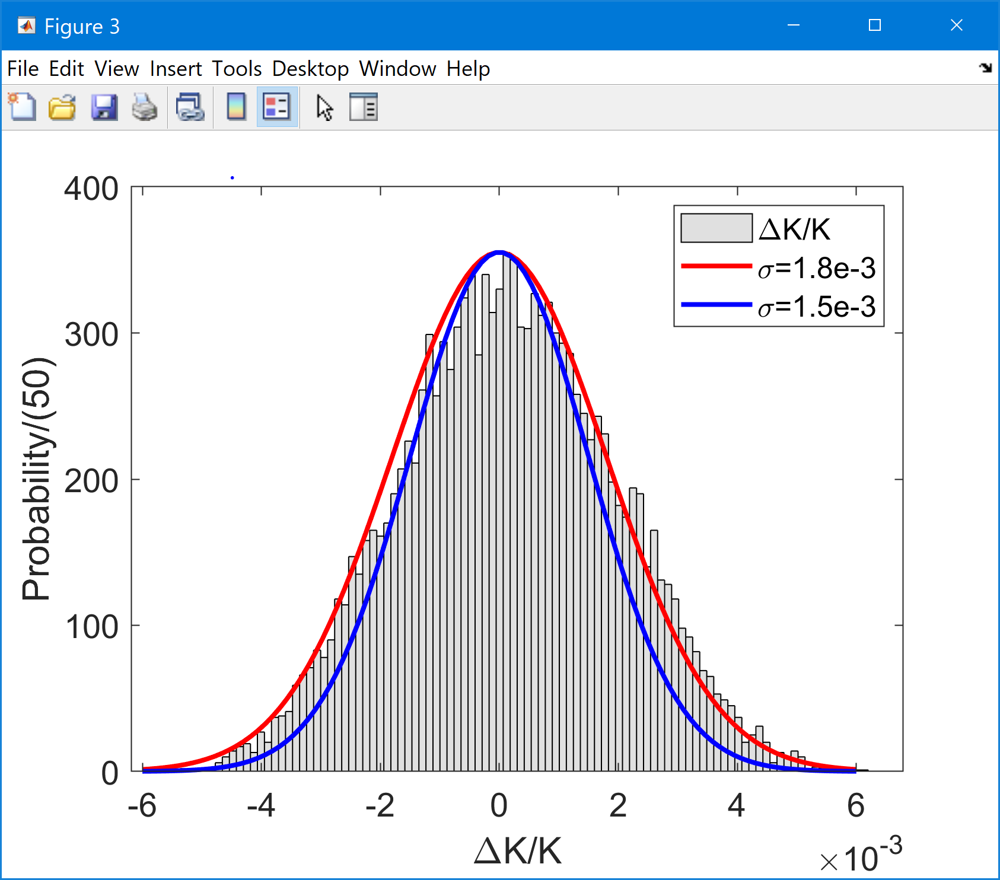 Figure 3
File Edit View Insert Tools Desktop Window Help
400
300
200
100
0
Probability/(50)
ΔK/K
σ=1.8e-3
σ=1.5e-3
-6 -4 -2 0 2 4 6
ΔK/K
×10⁻³